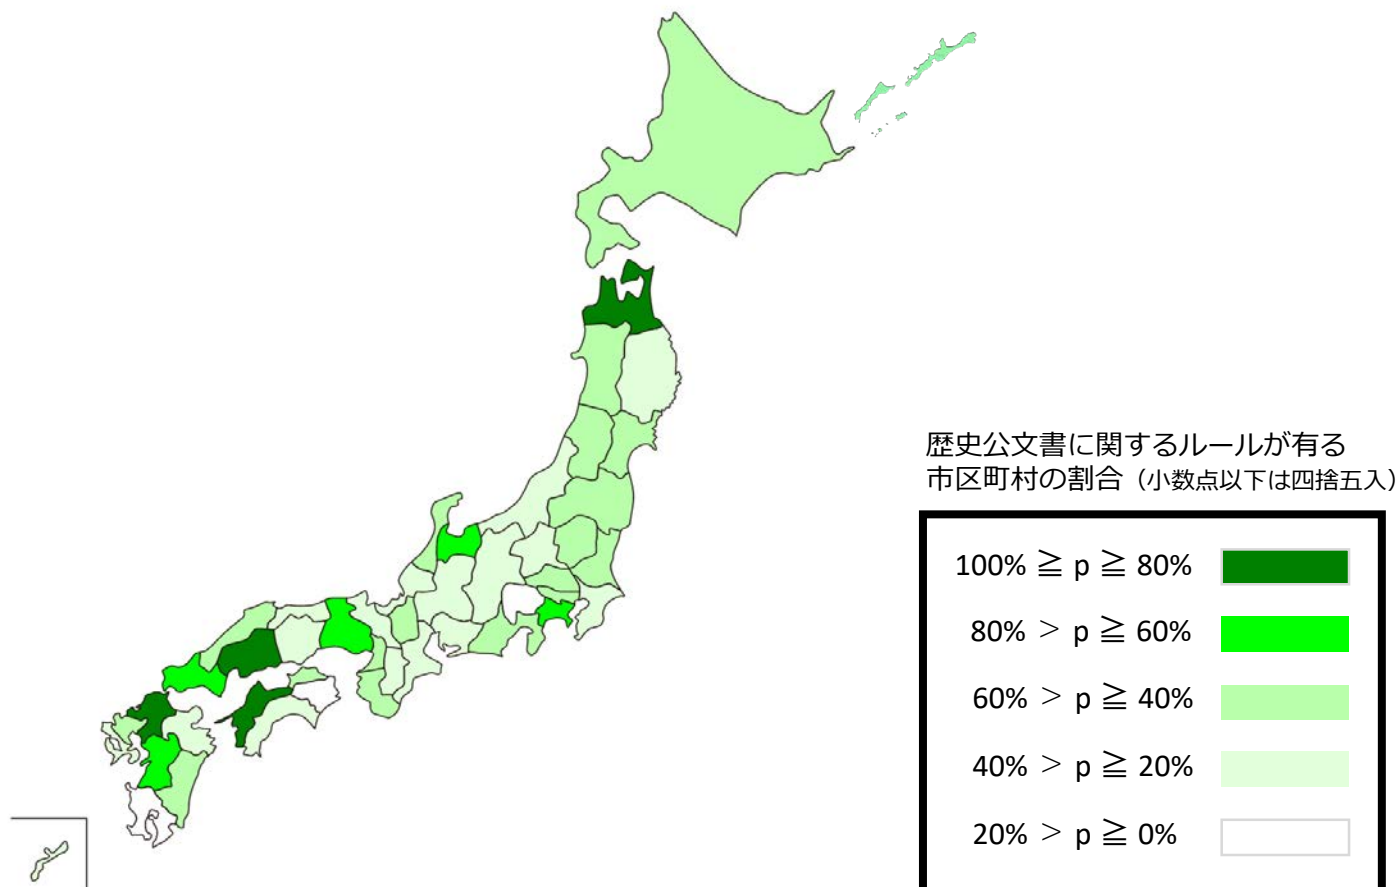 歴史公文書に関するルールが有る
市区町村の割合（小数点以下は四捨五入）
100% ≧ p ≧ 80%
80% > p ≧ 60%
60% > p ≧ 40%
40% > p ≧ 20%
20% > p ≧ 0%